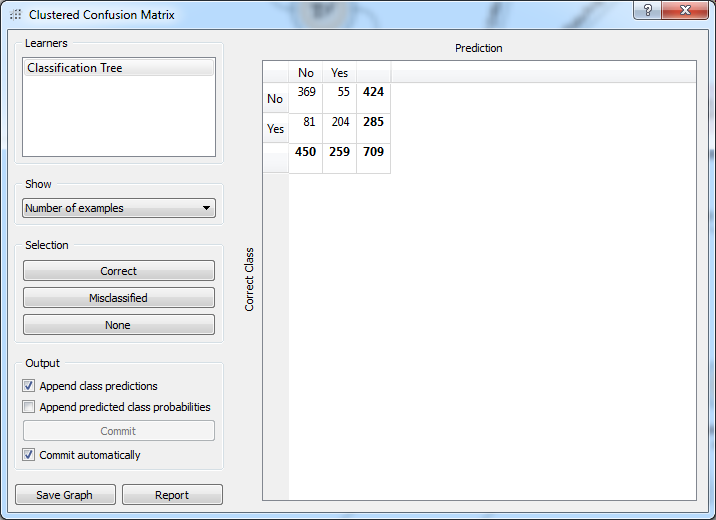 Clustered Confusion Matrix
?
Learners
Classification Tree
Show
Number of examples
Selection
Correct
Misclassified
None
Output
Append class predictions
Append predicted class probabilities
Commit
Commit automatically
Save Graph
Report
Prediction
Correct Class
No Yes
No 369 55 424
Yes 81 204 285
450 259 709